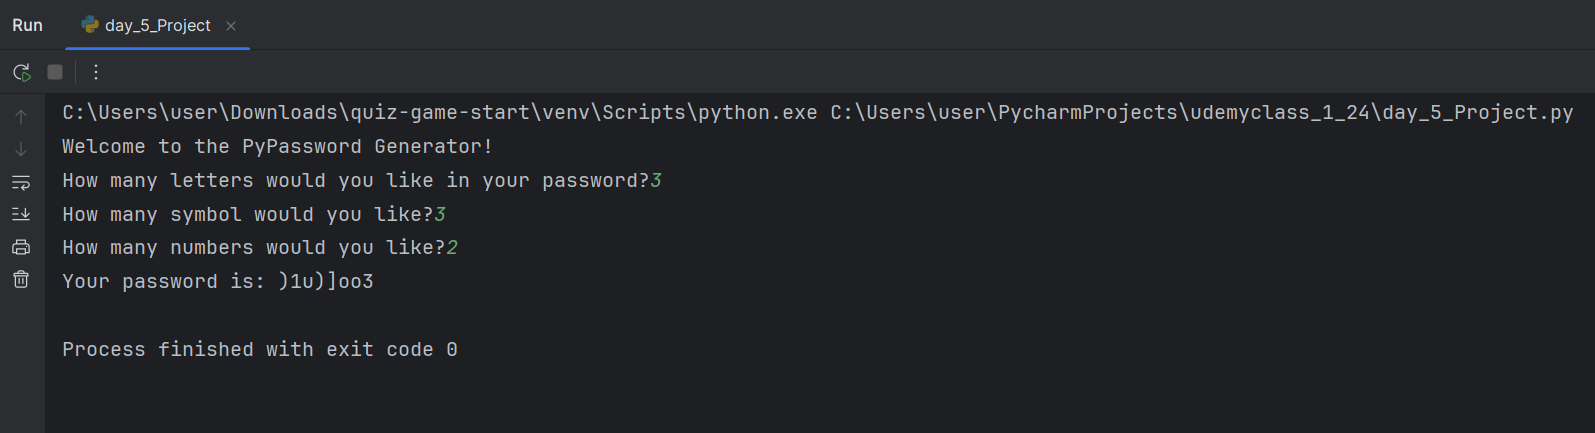 Run day_5_Project
C:\Users\user\Downloads\quiz-game-start\venv\Scripts\python.exe C:\Users\user\PycharmProjects\udemyclass_1_24\day_5_Project.py
Welcome to the PyPassword Generator!
How many letters would you like in your password?3
How many symbol would you like?3
How many numbers would you like?2
Your password is: )1u)]oo3
Process finished with exit code 0